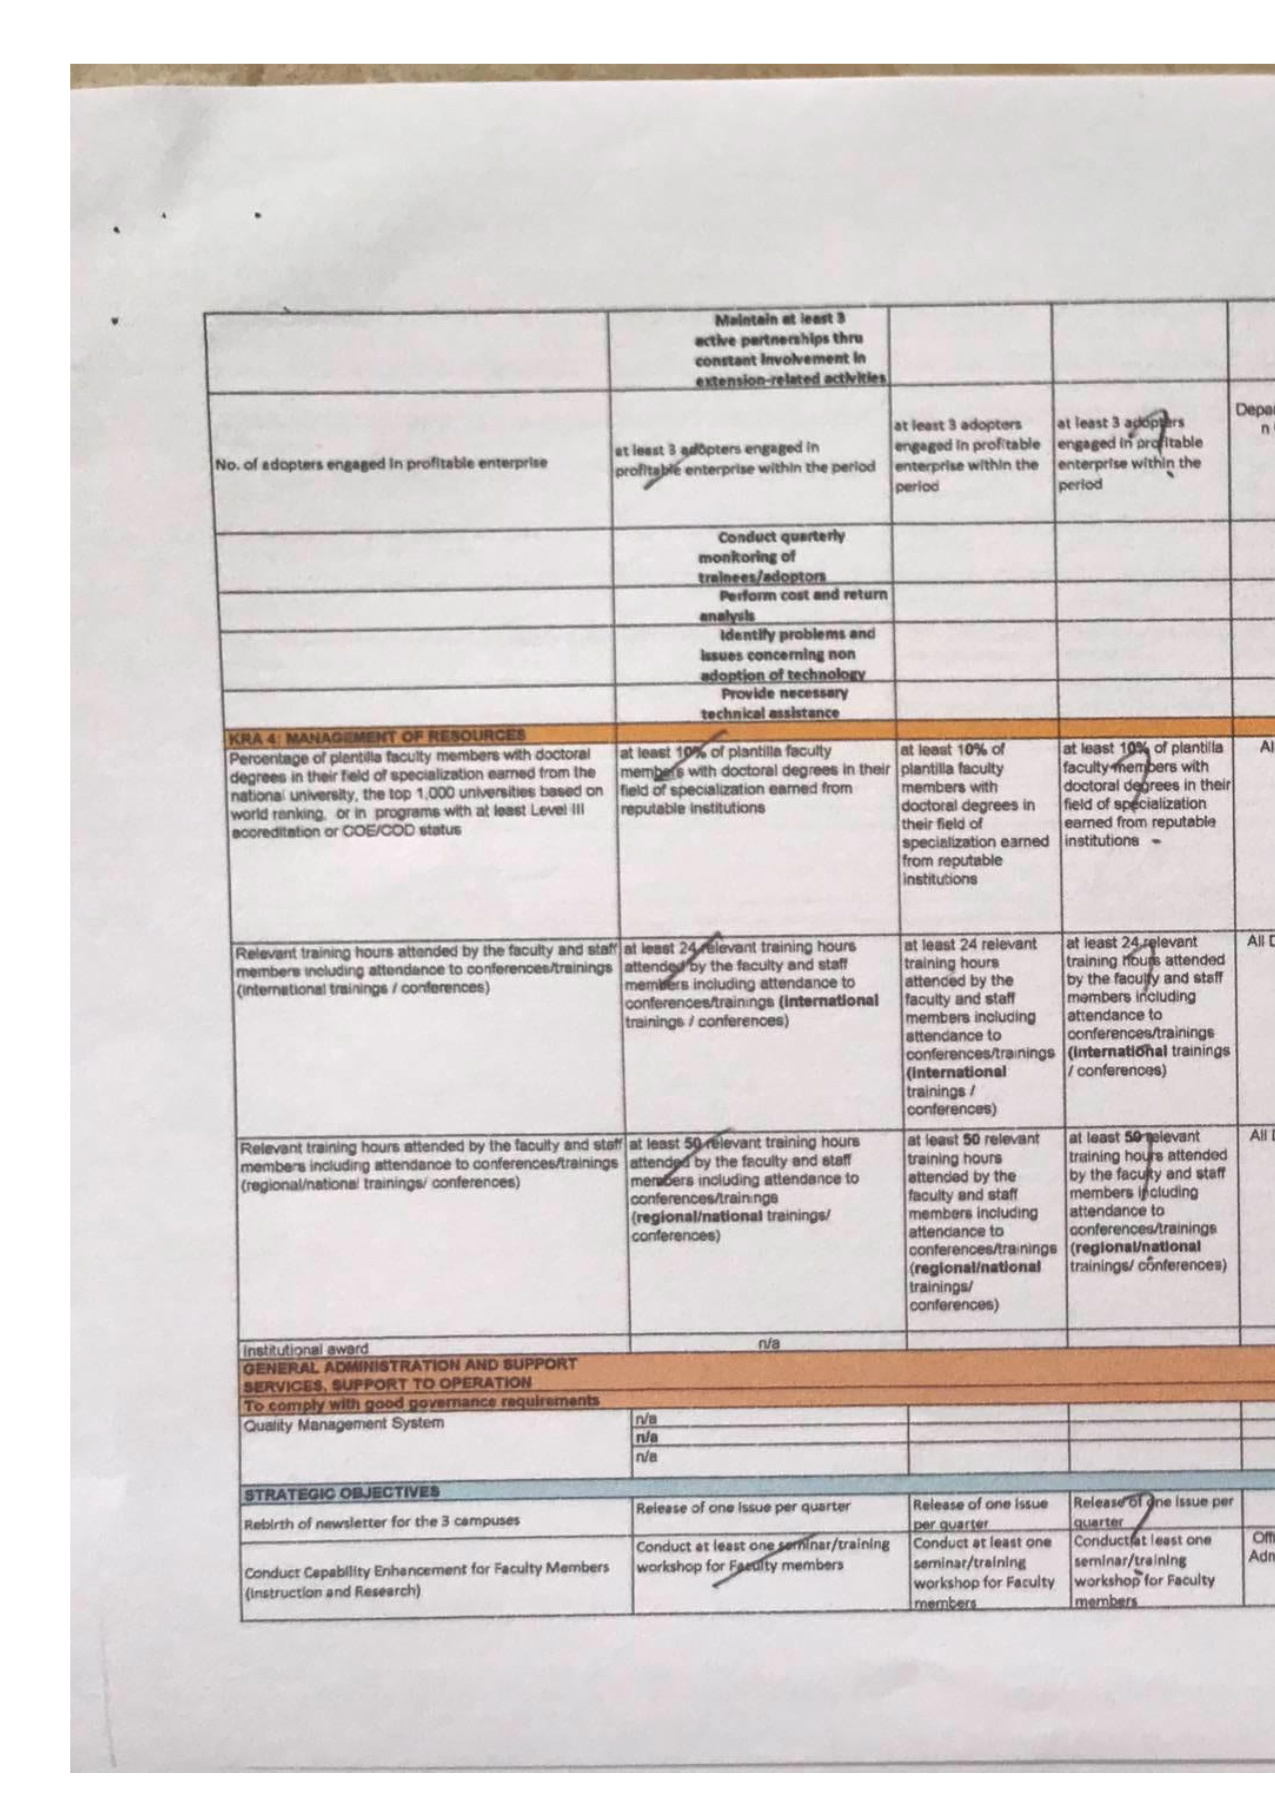 Maintain at least 3
active partnerships thru
constant involvement in
extension-related activities
No. of adopters engaged in profitable enterprise
at least 3 adopters engaged in
profitable enterprise within the period
at least 3 adopters
engaged in profitable
enterprise within the
period
at least 3 adopters
engaged in profitable
enterprise within the
period
Conduct quarterly
monitoring of
trainees/adoptors
Perform cost and return
analysis
Identify problems and
issues concerning non
adoption of technology
Provide necessary
technical assistance
KRA 4: MANAGEMENT OF RESOURCES
Percentage of plantilla faculty members with doctoral
degrees in their field of specialization earned from the
national university, the top 1,000 universities based on
world ranking, or in programs with at least Level III
accreditation or COE/COD status
at least 10% of plantilla faculty
members with doctoral degrees in their
field of specialization earned from
reputable institutions
at least 10% of
plantilla faculty
members with
doctoral degrees in
their field of
specialization earned
from reputable
institutions
at least 10% of plantilla
faculty members with
doctoral degrees in their
field of specialization
earned from reputable
institutions
Relevant training hours attended by the faculty and staff
members including attendance to conferences/trainings
(international trainings / conferences)
at least 24 relevant training hours
attended by the faculty and staff
members including attendance to
conferences/trainings (international
trainings / conferences)
at least 24 relevant
training hours
attended by the
faculty and staff
members including
attendance to
conferences/trainings
(international
trainings /
conferences)
at least 24 relevant
training hours attended
by the faculty and staff
members including
attendance to
conferences/trainings
(international trainings
/ conferences)
All D
Relevant training hours attended by the faculty and staff
members including attendance to conferences/trainings
(regional/national trainings/ conferences)
at least 50 relevant training hours
attended by the faculty and staff
members including attendance to
conferences/trainings
(regional/national trainings/
conferences)
at least 50 relevant
training hours
attended by the
faculty and staff
members including
attendance to
conferences/trainings
(regional/national
trainings/
conferences)
at least 50 relevant
training hours attended
by the faculty and staff
members including
attendance to
conferences/trainings
(regional/national
trainings/ conferences)
Institutional award
n/a
GENERAL ADMINISTRATION AND SUPPORT
SERVICES, SUPPORT TO OPERATION
To comply with good governance requirements
Quality Management System
n/a
n/a
n/a
STRATEGIC OBJECTIVES
Rebirth of newsletter for the 3 campuses
Release of one issue per quarter
Release of one issue
per quarter
Release of one issue per
quarter
Conduct Capability Enhancement for Faculty Members
(Instruction and Research)
Conduct at least one seminar/training
workshop for Faculty members
Conduct at least one
seminar/training
workshop for Faculty
members
Conduct at least one
seminar/training
workshop for Faculty
members